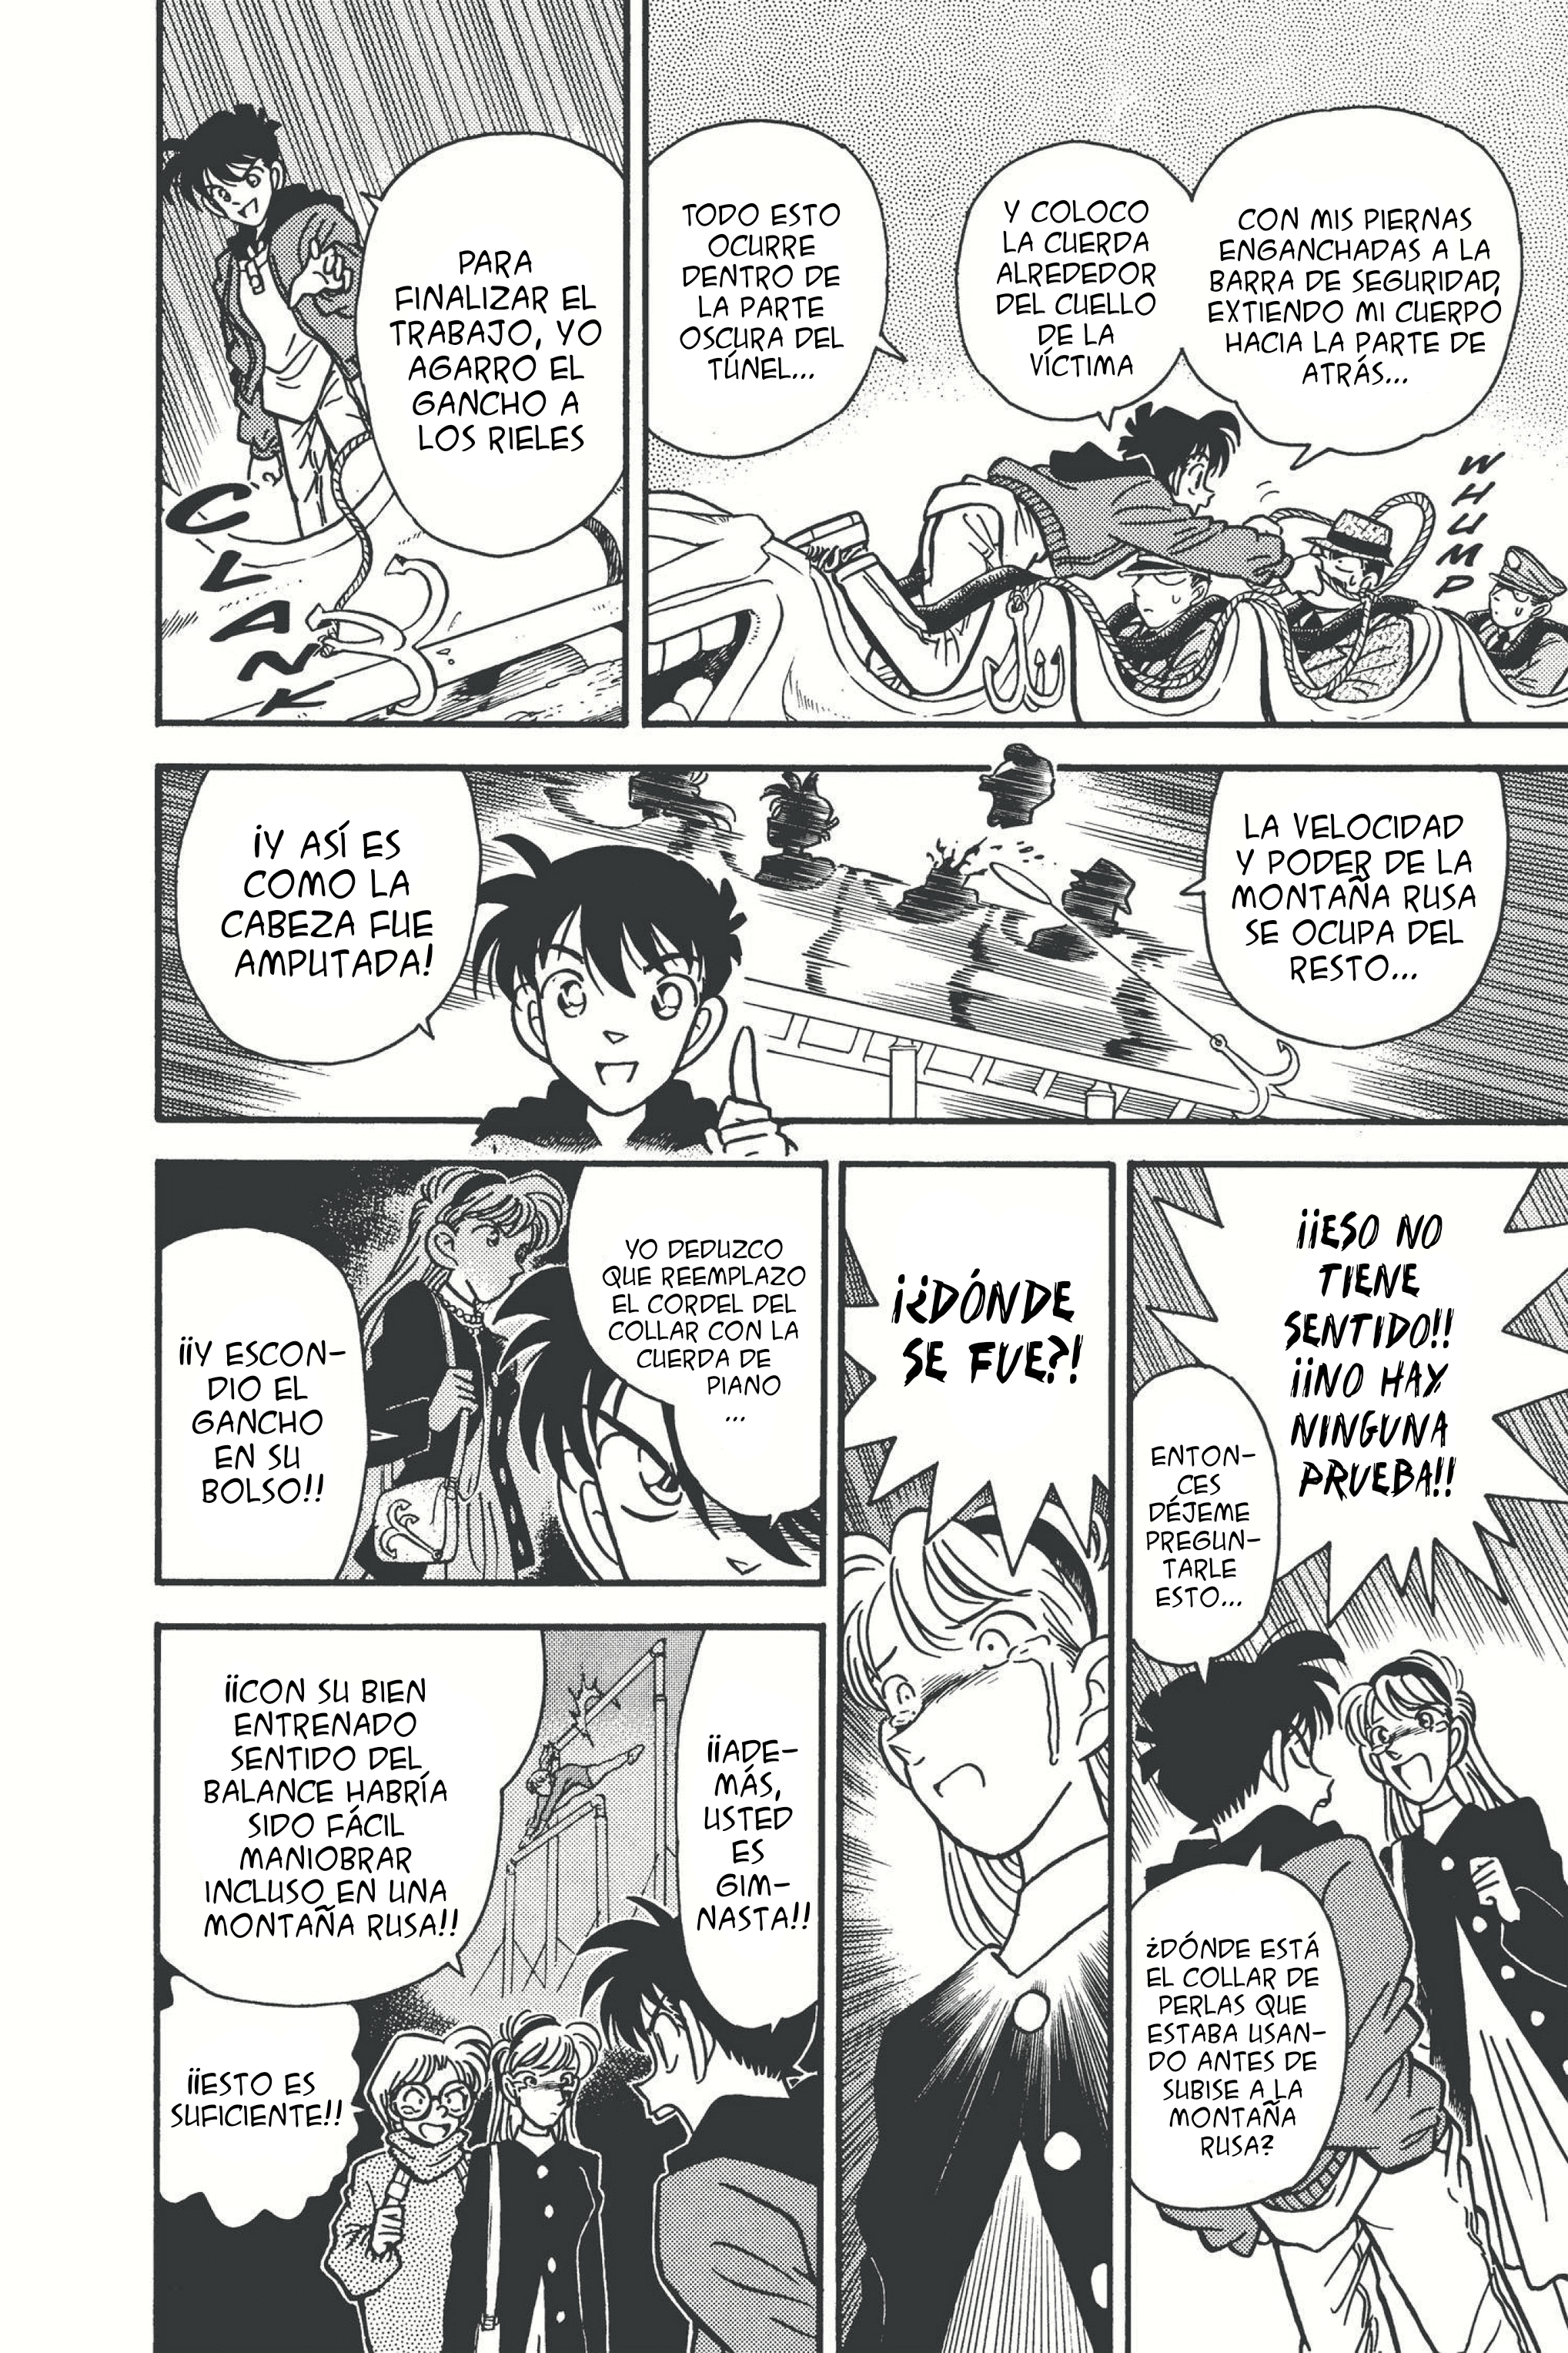 CON MIS PIERNAS
ENGANCHADAS A LA
BARRA DE SEGURIDAD,
EXTIENDO MI CUERPO
HACIA LA PARTE DE
ATRÁS...
Y COLOCO
LA CUERDA
ALREDEDOR
DEL CUELLO
DE LA
VÍCTIMA
TODO ESTO
OCURRE
DENTRO DE
LA PARTE
OSCURA DEL
TÚNEL...
WHUMP
PARA
FINALIZAR EL
TRABAJO, YO
AGARRO EL
GANCHO A
LOS RIELES
CLANK
LA VELOCIDAD
Y PODER DE LA
MONTAÑA RUSA
SE OCUPA DEL
RESTO...
¡Y ASÍ ES
COMO LA
CABEZA FUE
AMPUTADA!
¡¡ESO NO
TIENE
SENTIDO!!
¡¡NO HAY
NINGUNA
PRUEBA!!
ENTON-
CES
DÉJEME
PREGUN-
TARLE
ESTO...
¿DÓNDE ESTÁ
EL COLLAR DE
PERLAS QUE
ESTABA USAN-
DO ANTES DE
SUBISE A LA
MONTAÑA
RUSA?
¡¿DÓNDE
SE FUE?!
YO DEDUZCO
QUE REEMPLAZO
EL CORDEL DEL
COLLAR CON LA
CUERDA DE
PIANO
...
¡¡Y ESCON-
DIO EL
GANCHO
EN SU
BOLSO!!
¡¡ADE-
MÁS,
USTED
ES
GIM-
NASTA!!
¡¡CON SU BIEN
ENTRENADO
SENTIDO DEL
BALANCE HABRÍA
SIDO FÁCIL
MANIOBRAR
INCLUSO EN UNA
MONTAÑA RUSA!!
¡¡ESTO ES
SUFICIENTE!!